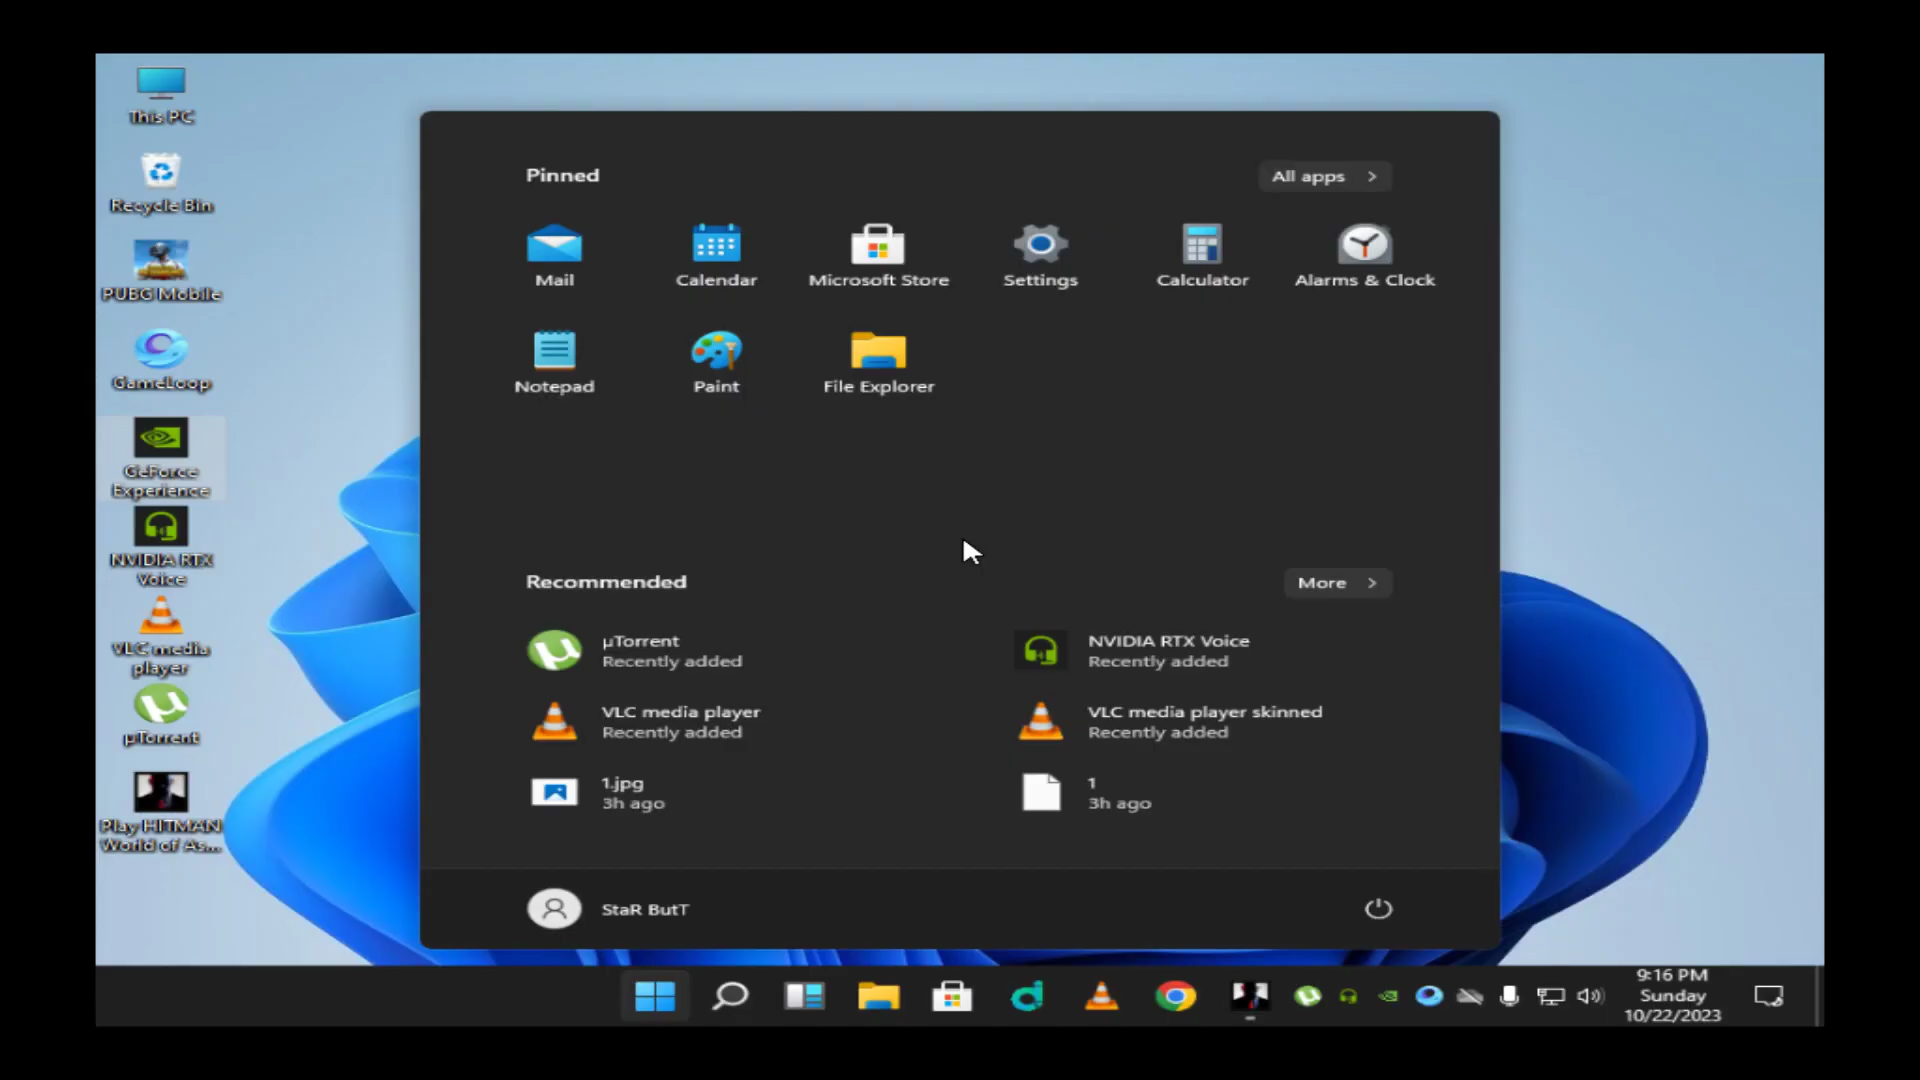 This PC
Recycle Bin
PUBG Mobile
GameLoop
GeForce
Experience
NVIDIA RTX
Voice
VLC media
player
µTorrent
Play HITMAN
World of As...
Pinned
All apps
Mail
Calendar
Microsoft Store
Settings
Calculator
Alarms & Clock
Notepad
Paint
File Explorer
Recommended
More
µTorrent
Recently added
NVIDIA RTX Voice
Recently added
VLC media player
Recently added
VLC media player skinned
Recently added
1.jpg
3h ago
1
3h ago
StaR ButT
9:16 PM
Sunday
10/22/2023